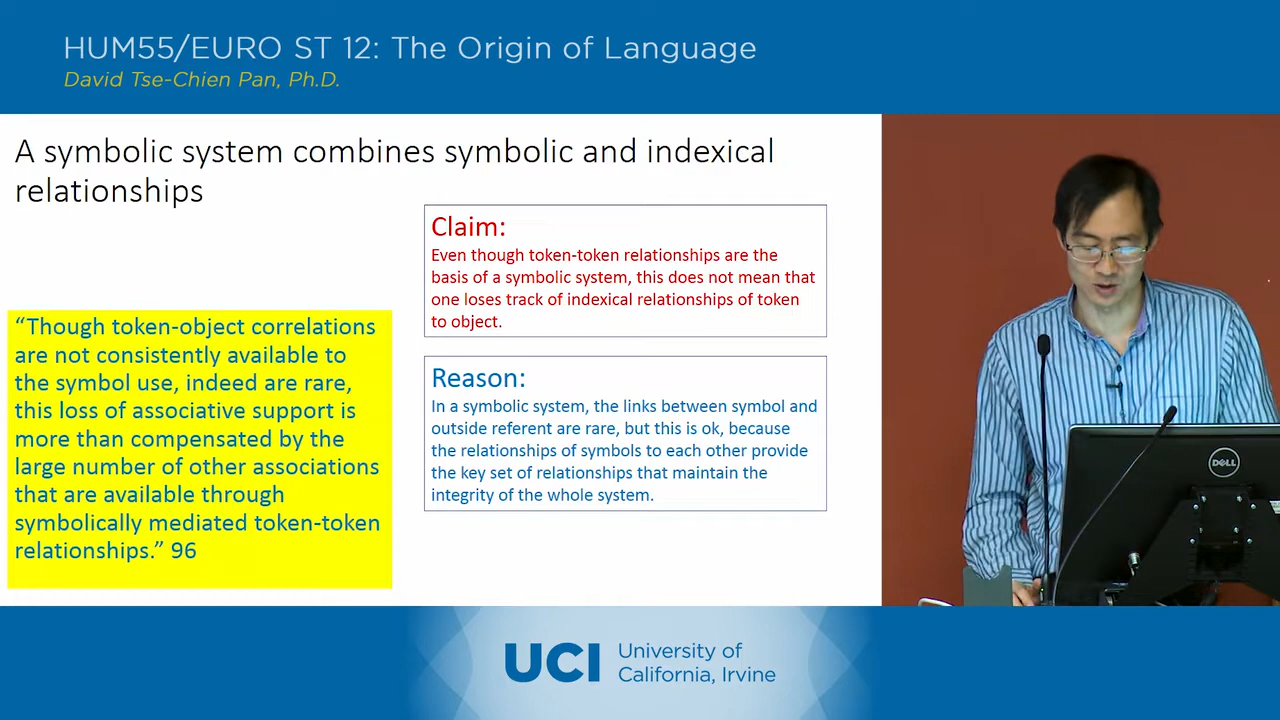 HUM55/EURO ST 12: The Origin of Language
David Tse-Chien Pan, Ph.D.
A symbolic system combines symbolic and indexical
relationships
Claim:
Even though token-token relationships are the
basis of a symbolic system, this does not mean that
one loses track of indexical relationships of token
to object.
“Though token-object correlations
are not consistently available to
the symbol use, indeed are rare,
this loss of associative support is
more than compensated by the
large number of other associations
that are available through
symbolically mediated token-token
relationships.” 96
Reason:
In a symbolic system, the links between symbol and
outside referent are rare, but this is ok, because
the relationships of symbols to each other provide
the key set of relationships that maintain the
integrity of the whole system.
DELL
UCI
University of
California, Irvine